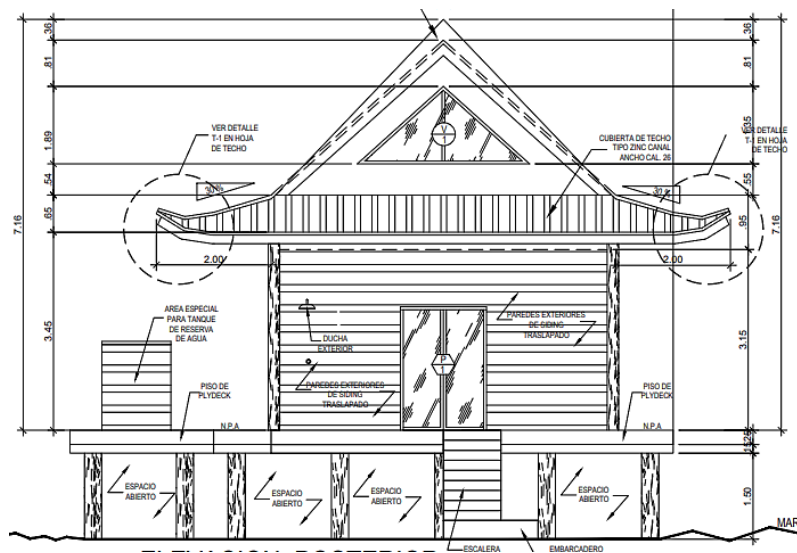 .36
.81
1.89
.54
.65
7.16
3.45
VER DETALLE
T-1 EN HOJA
DE TECHO
30%
2.00
V
1
CUBIERTA DE TECHO
TIPO ZINC CANAL
ANCHO CAL. 26
.36
.81
.35
VER DETALLE
T-1 EN HOJA
DE TECHO
30%
.55
.95
7.16
2.00
3.15
AREA ESPECIAL
PARA TANQUE
DE RESERVA
DE AGUA
DUCHA
EXTERIOR
PAREDES EXTERIORES
DE SIDING
TRASLAPADO
P
1
PAREDES EXTERIORES
DE SIDING
TRASLAPADO
PISO DE
PLYDECK
N.P.A
PISO DE
PLYDECK
N.P.A
ESPACIO
ABIERTO
ESPACIO
ABIERTO
ESPACIO
ABIERTO
ESPACIO
ABIERTO
1.50
MAR
ELEVACION POSTERIOR
ESCALERA
EMBARCADERO